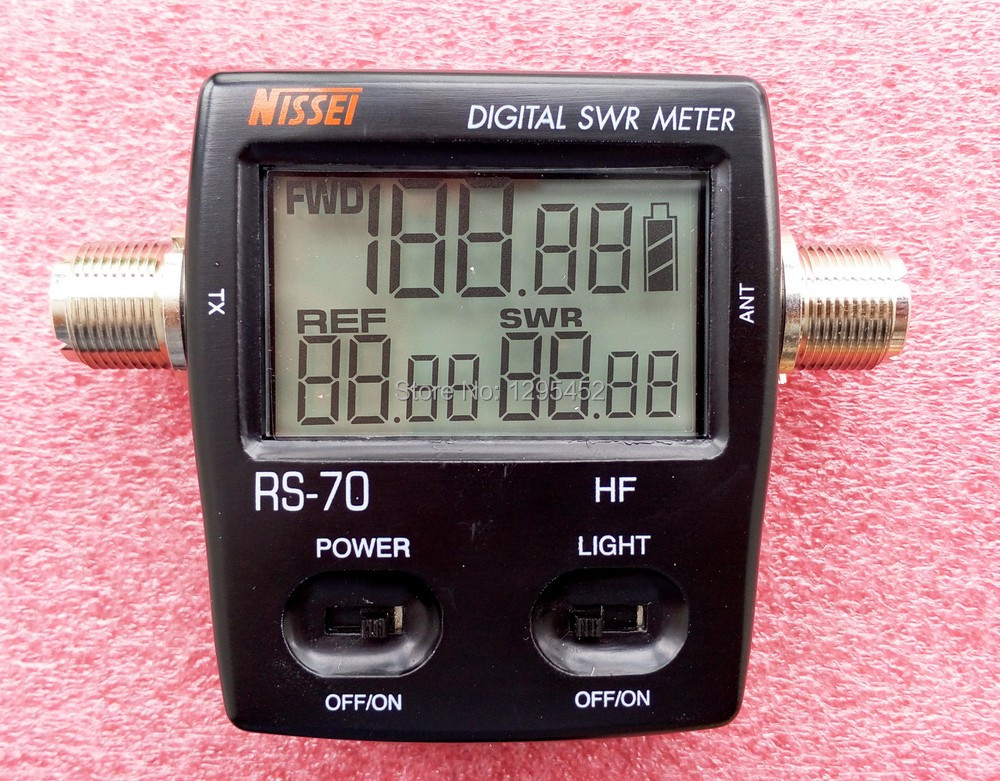 NISSEI
DIGITAL SWR METER
FWD 188.88
TX
ANT
REF SWR
88.88 88.88
Store No: 1295452
RS-70 HF
POWER LIGHT
OFF/ON OFF/ON